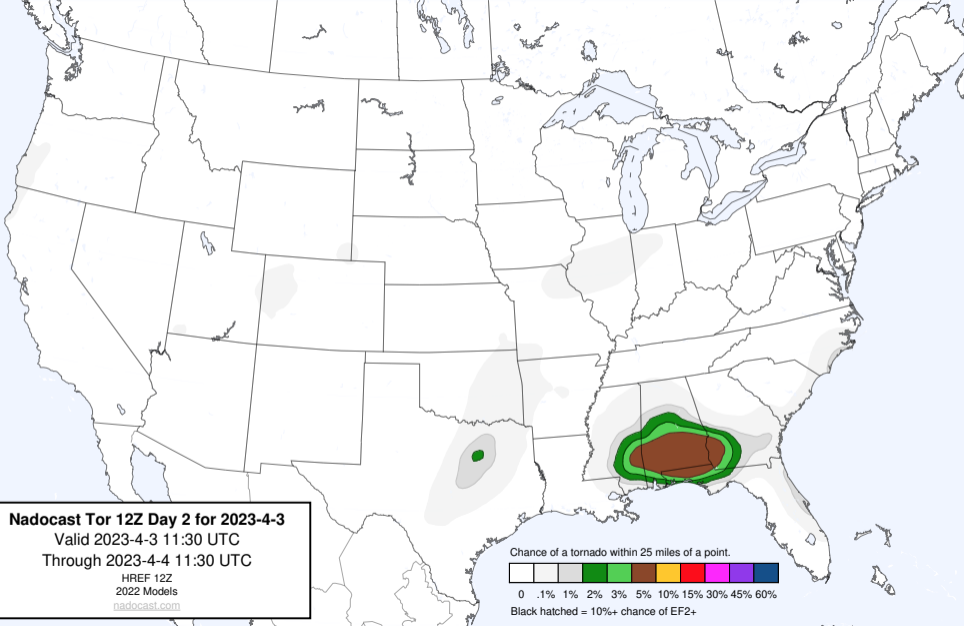 Nadocast Tor 12Z Day 2 for 2023-4-3
Valid 2023-4-3 11:30 UTC
Through 2023-4-4 11:30 UTC
HREF 12Z
2022 Models
nadocast.com
Chance of a tornado within 25 miles of a point.
0 .1% 1% 2% 3% 5% 10% 15% 30% 45% 60%
Black hatched = 10%+ chance of EF2+